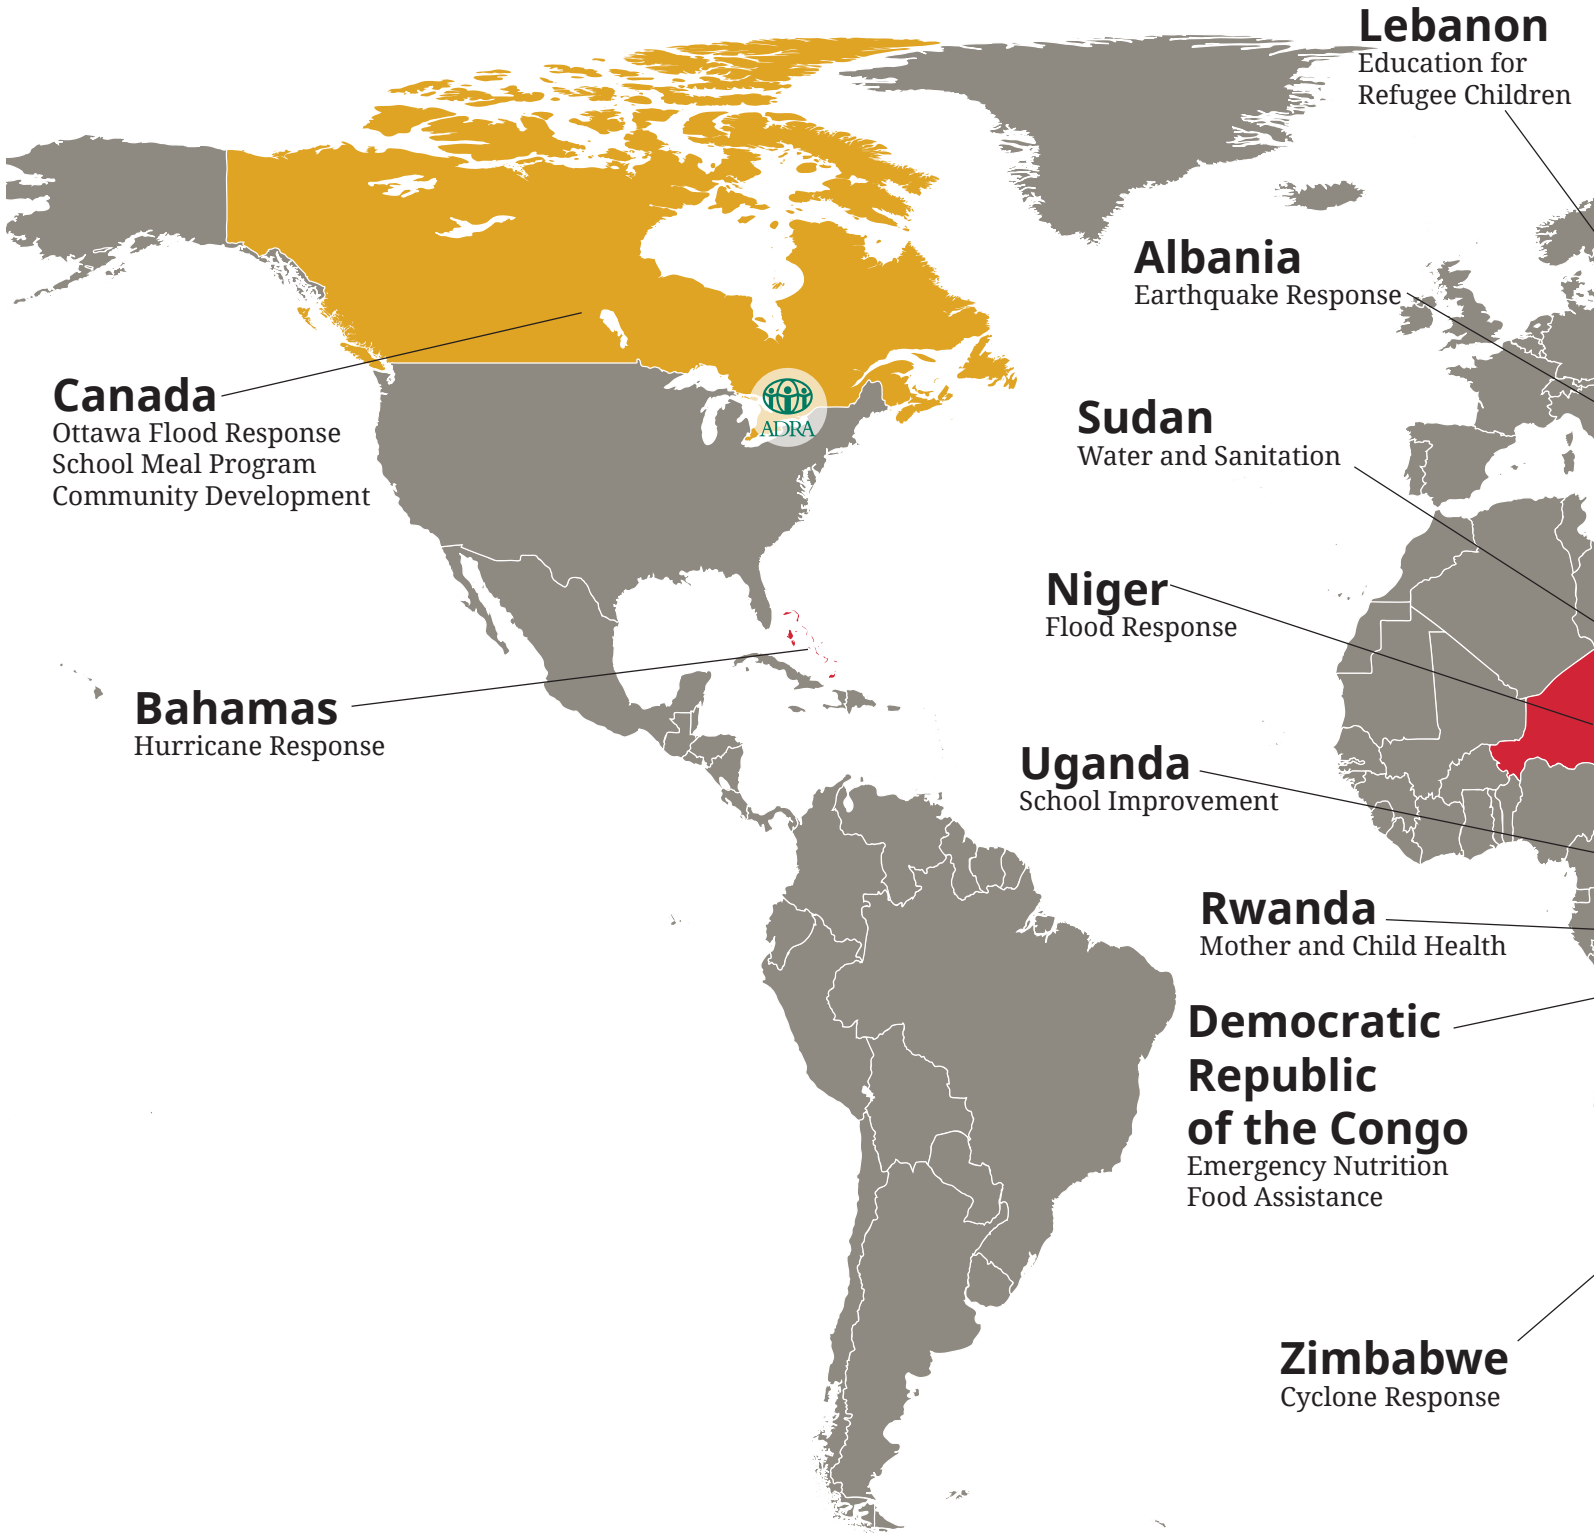 Lebanon
Education for
Refugee Children
Albania
Earthquake Response
Canada
Ottawa Flood Response
School Meal Program
Community Development
ADRA
Sudan
Water and Sanitation
Niger
Flood Response
Bahamas
Hurricane Response
Uganda
School Improvement
Rwanda
Mother and Child Health
Democratic
Republic
of the Congo
Emergency Nutrition
Food Assistance
Zimbabwe
Cyclone Response